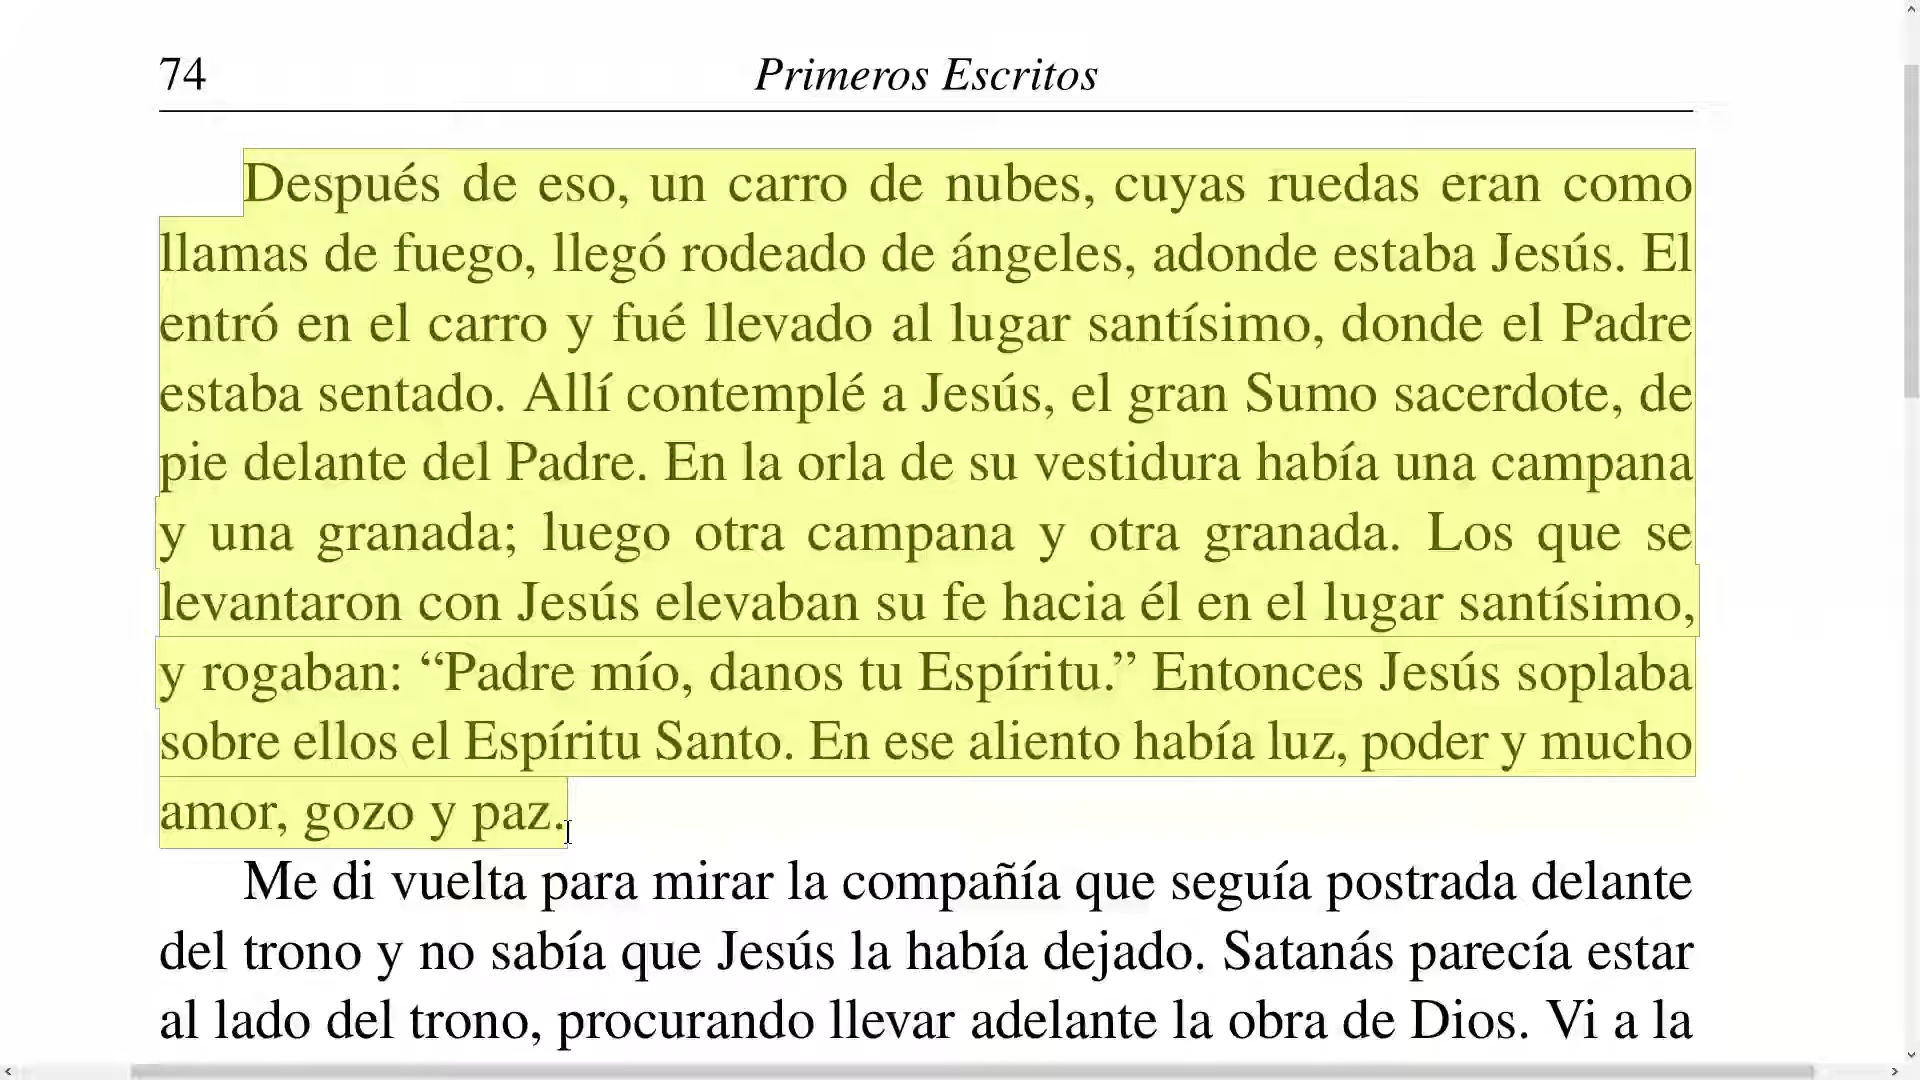 74
Primeros Escritos
Después de eso, un carro de nubes, cuyas ruedas eran como
llamas de fuego, llegó rodeado de ángeles, adonde estaba Jesús. El
entró en el carro y fué llevado al lugar santísimo, donde el Padre
estaba sentado. Allí contemplé a Jesús, el gran Sumo sacerdote, de
pie delante del Padre. En la orla de su vestidura había una campana
y una granada; luego otra campana y otra granada. Los que se
levantaron con Jesús elevaban su fe hacia él en el lugar santísimo,
y rogaban: “Padre mío, danos tu Espíritu.” Entonces Jesús soplaba
sobre ellos el Espíritu Santo. En ese aliento había luz, poder y mucho
amor, gozo y paz.
Me di vuelta para mirar la compañía que seguía postrada delante
del trono y no sabía que Jesús la había dejado. Satanás parecía estar
al lado del trono, procurando llevar adelante la obra de Dios. Vi a la